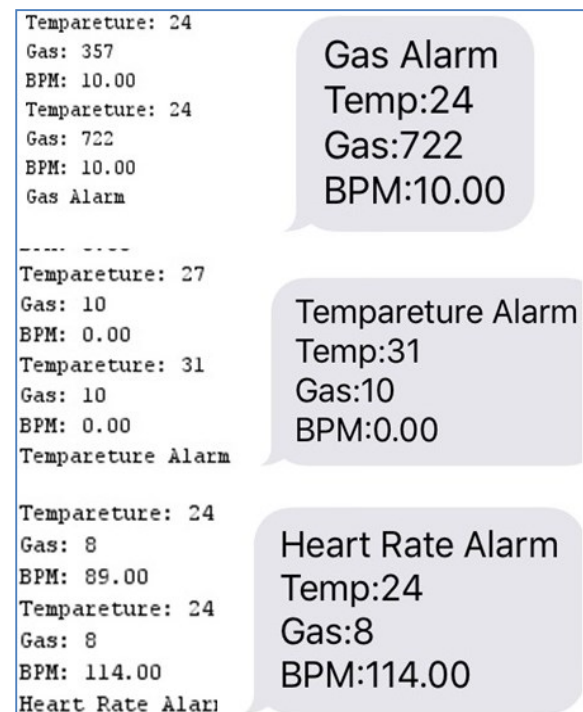 Tempareture: 24
Gas: 357
BPM: 10.00
Tempareture: 24
Gas: 722
BPM: 10.00
Gas Alarm
Gas Alarm
Temp:24
Gas:722
BPM:10.00
Tempareture: 27
Gas: 10
BPM: 0.00
Tempareture: 31
Gas: 10
BPM: 0.00
Tempareture Alarm
Tempareture Alarm
Temp:31
Gas:10
BPM:0.00
Tempareture: 24
Gas: 8
BPM: 89.00
Tempareture: 24
Gas: 8
BPM: 114.00
Heart Rate
Heart Rate Alarm
Temp:24
Gas:8
BPM:114.00